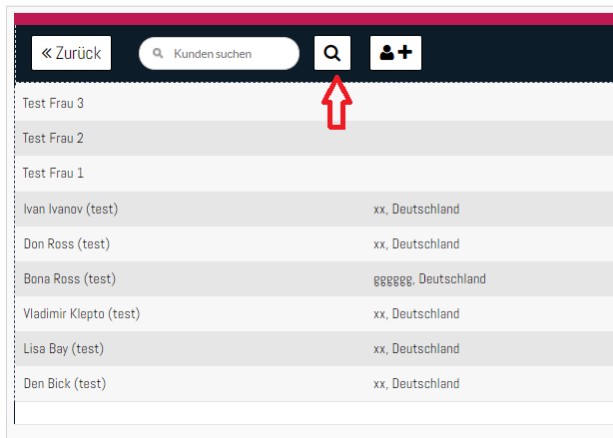 « Zurück Kunden suchen
Test Frau 3
Test Frau 2
Test Frau 1
Ivan Ivanov (test) xx, Deutschland
Don Ross (test) xx, Deutschland
Bona Ross (test) gggggg, Deutschland
Vladimir Klepto (test) xx, Deutschland
Lisa Bay (test) xx, Deutschland
Den Bick (test) xx, Deutschland